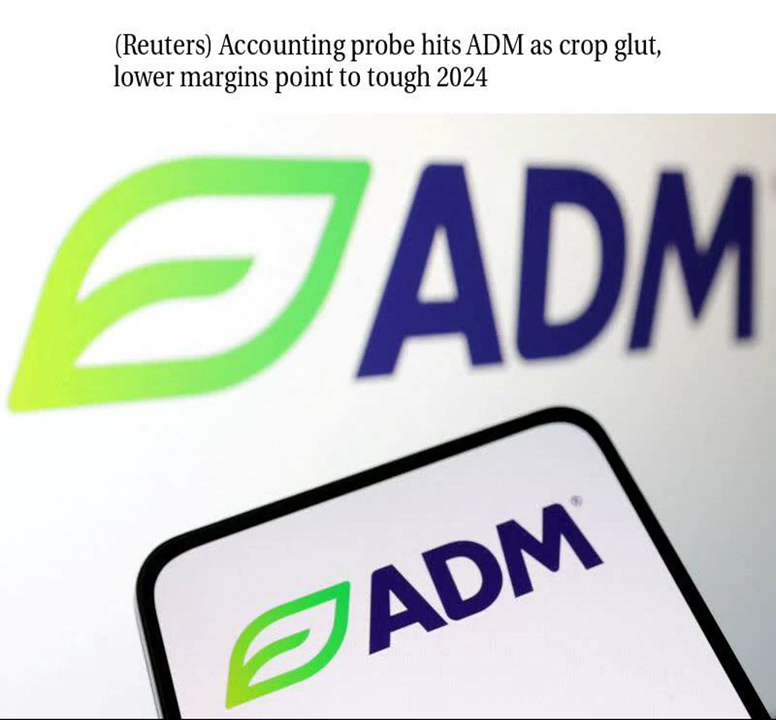 (Reuters) Accounting probe hits ADM as crop glut,
lower margins point to tough 2024
ADM
ADM®